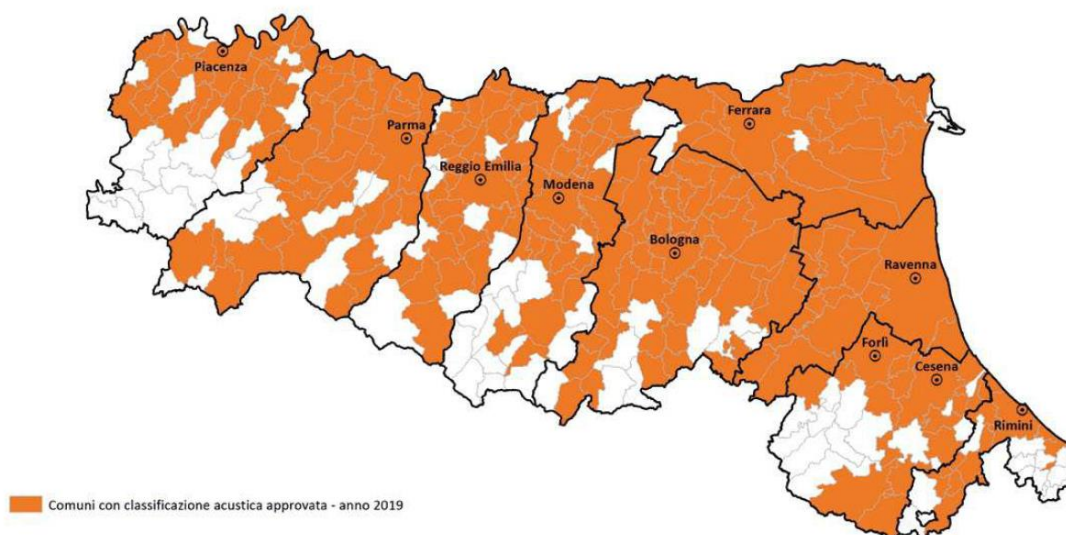 Piacenza
Parma
Ferrara
Reggio Emilia
Modena
Bologna
Ravenna
Forlì
Cesena
Rimini
Comuni con classificazione acustica approvata - anno 2019